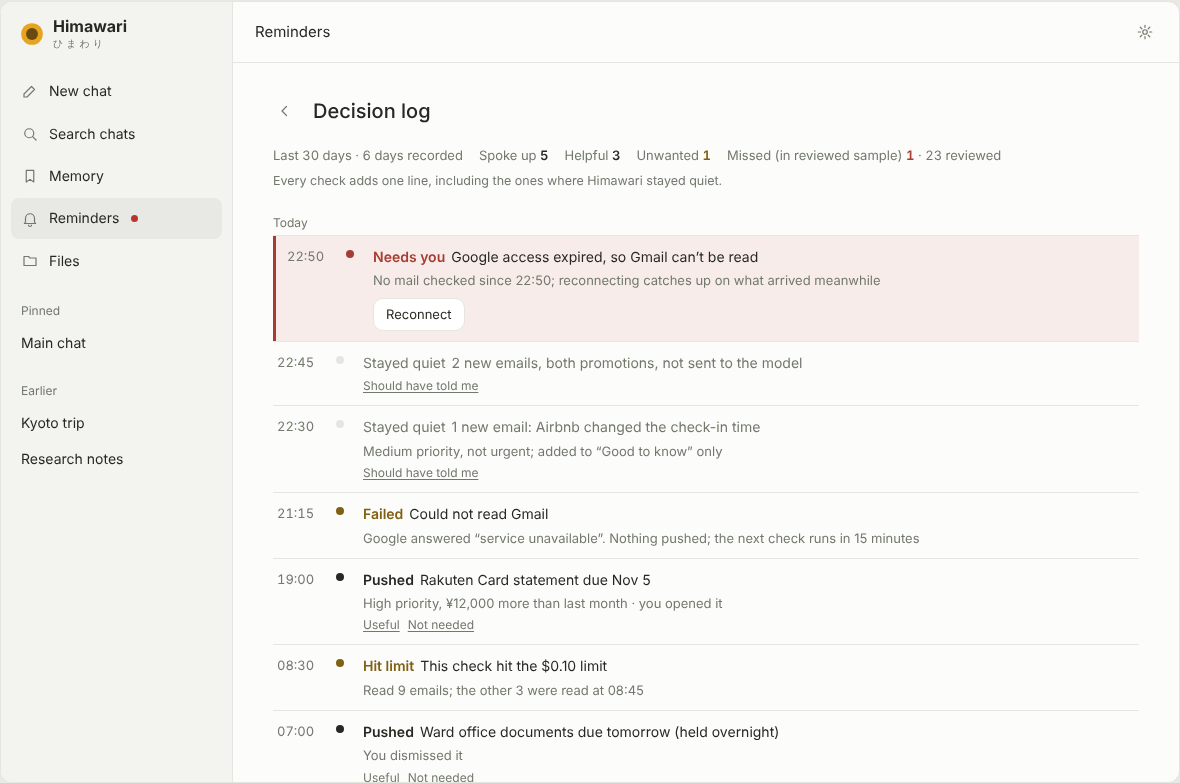 Himawari
ひまわり
New chat
Search chats
Memory
Reminders
Files
Pinned
Main chat
Earlier
Kyoto trip
Research notes
Reminders
Decision log
Last 30 days · 6 days recorded Spoke up 5 Helpful 3 Unwanted 1 Missed (in reviewed sample) 1 · 23 reviewed
Every check adds one line, including the ones where Himawari stayed quiet.
Today
22:50 Needs you Google access expired, so Gmail can’t be read
No mail checked since 22:50; reconnecting catches up on what arrived meanwhile
Reconnect
22:45 Stayed quiet 2 new emails, both promotions, not sent to the model
Should have told me
22:30 Stayed quiet 1 new email: Airbnb changed the check-in time
Medium priority, not urgent; added to “Good to know” only
Should have told me
21:15 Failed Could not read Gmail
Google answered “service unavailable”. Nothing pushed; the next check runs in 15 minutes
19:00 Pushed Rakuten Card statement due Nov 5
High priority, ¥12,000 more than last month · you opened it
Useful Not needed
08:30 Hit limit This check hit the $0.10 limit
Read 9 emails; the other 3 were read at 08:45
07:00 Pushed Ward office documents due tomorrow (held overnight)
You dismissed it
Useful Not needed